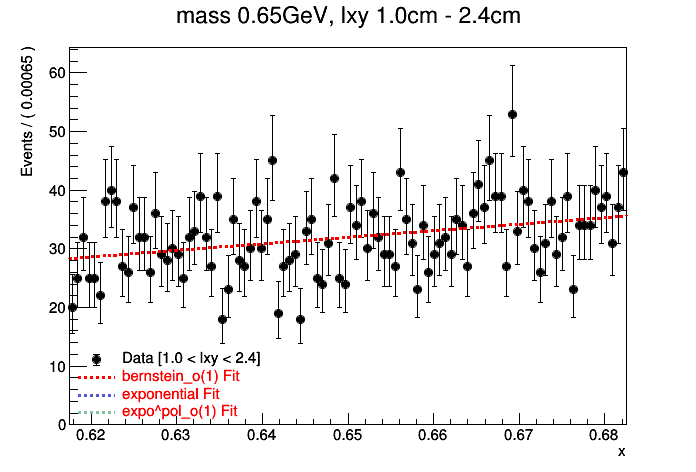 mass 0.65GeV, lxy 1.0cm - 2.4cm
Events / ( 0.00065 )
60
50
40
30
20
10
0
Data [1.0 < lxy < 2.4]
bernstein_o(1) Fit
exponential Fit
expo^pol_o(1) Fit
0.62 0.63 0.64 0.65 0.66 0.67 0.68
x